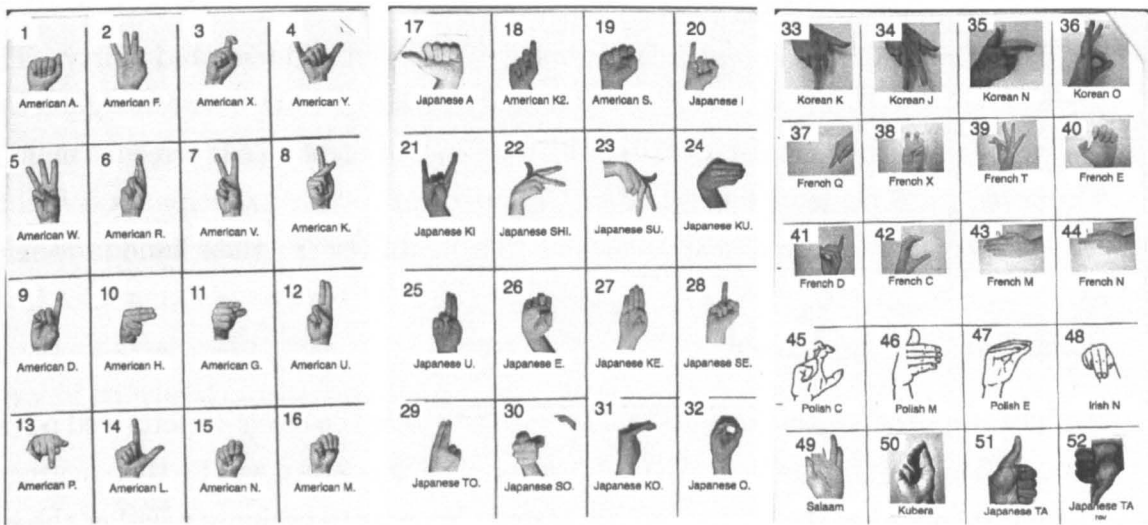 1 2 3 4
American A. American F. American X. American Y.
5 6 7 8
American W. American R. American V. American K.
9 10 11 12
American D. American H. American G. American U.
13 14 15 16
American P. American L. American N. American M.
17 18 19 20
Japanese A American K2. American S. Japanese I
21 22 23 24
Japanese KI Japanese SHI. Japanese SU. Japanese KU.
25 26 27 28
Japanese U. Japanese E. Japanese KE. Japanese SE.
29 30 31 32
Japanese TO. Japanese SO. Japanese KO. Japanese O.
33 34 35 36
Korean K Korean J Korean N Korean O
37 38 39 40
French Q French X French T French E
41 42 43 44
French D French C French M French N
45 46 47 48
Polish C Polish M Polish E Irish N
49 50 51 52
Salaam Kubera Japanese TA Japanese TA